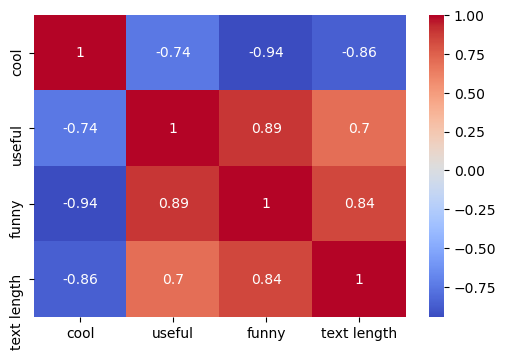 cool 1 -0.74 -0.94 -0.86
useful -0.74 1 0.89 0.7
funny -0.94 0.89 1 0.84
text length -0.86 0.7 0.84 1
cool useful funny text length
1.00
0.75
0.50
0.25
0.00
−0.25
−0.50
−0.75